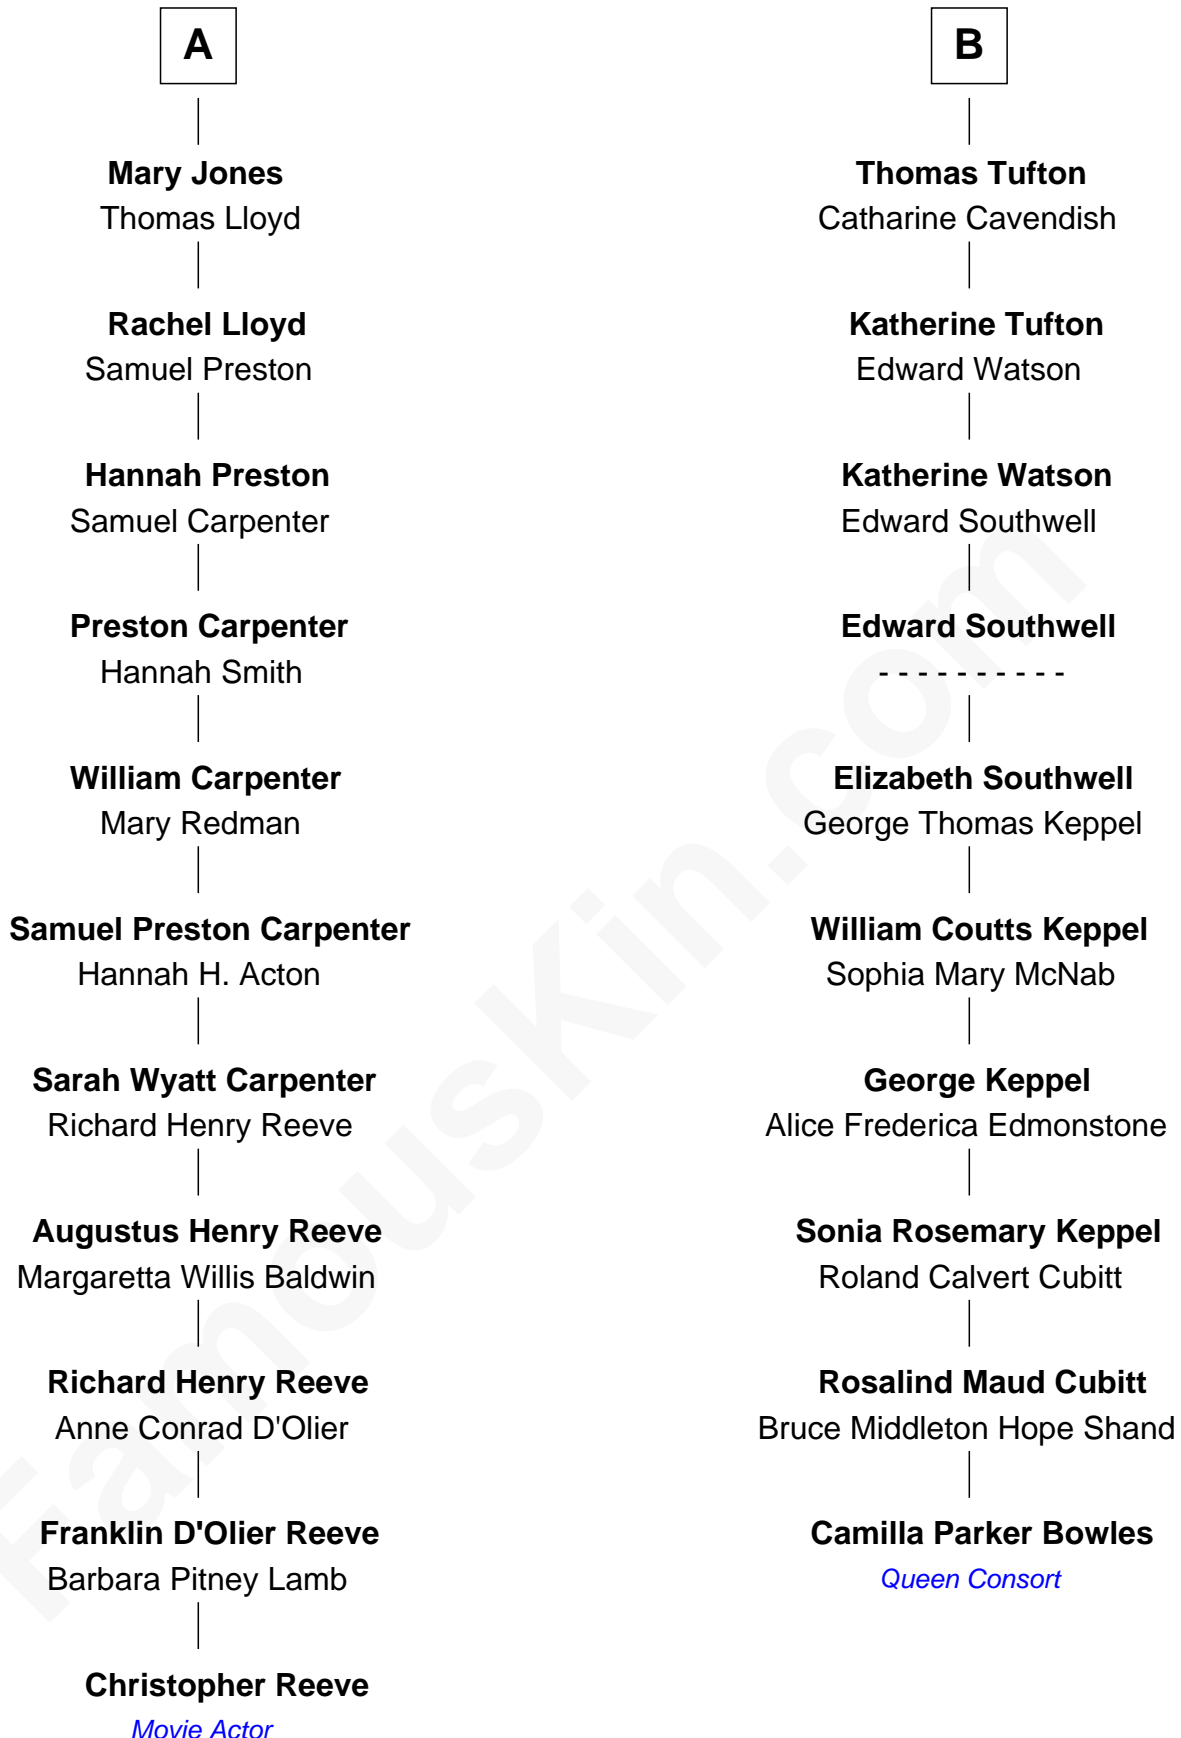 A
Mary Jones
Thomas Lloyd
Rachel Lloyd
Samuel Preston
Hannah Preston
Samuel Carpenter
Preston Carpenter
Hannah Smith
William Carpenter
Mary Redman
Samuel Preston Carpenter
Hannah H. Acton
Sarah Wyatt Carpenter
Richard Henry Reeve
Augustus Henry Reeve
Margaretta Willis Baldwin
Richard Henry Reeve
Anne Conrad D'Olier
Franklin D'Olier Reeve
Barbara Pitney Lamb
Christopher Reeve
Movie Actor
B
Thomas Tufton
Catharine Cavendish
Katherine Tufton
Edward Watson
Katherine Watson
Edward Southwell
Edward Southwell
- - - - - - - - - -
Elizabeth Southwell
George Thomas Keppel
William Coutts Keppel
Sophia Mary McNab
George Keppel
Alice Frederica Edmonstone
Sonia Rosemary Keppel
Roland Calvert Cubitt
Rosalind Maud Cubitt
Bruce Middleton Hope Shand
Camilla Parker Bowles
Queen Consort
FamousKin.com